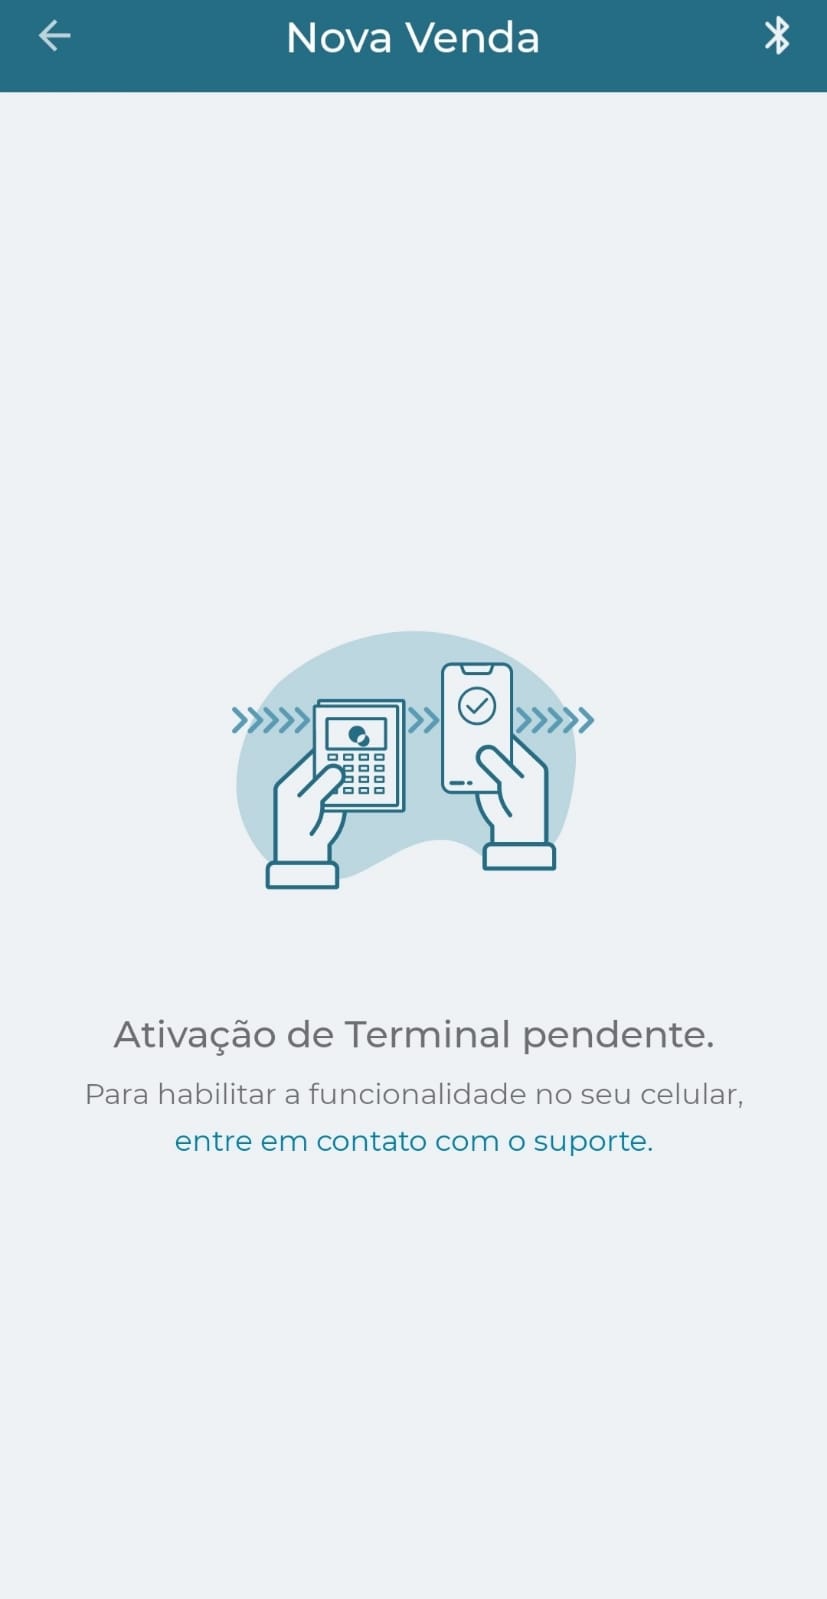 Nova Venda
Ativação de Terminal pendente.
Para habilitar a funcionalidade no seu celular,
entre em contato com o suporte.